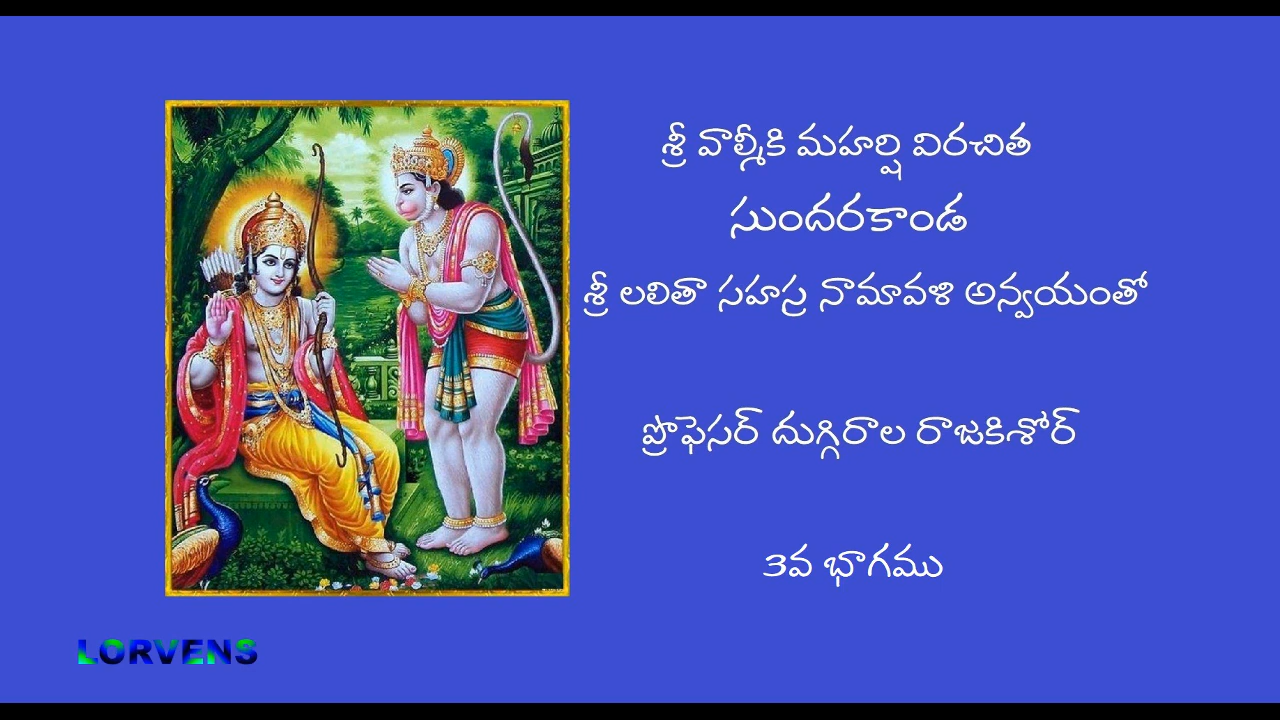 శ్రీ వాల్మీకి మహర్షి విరచిత
సుందరకాండ
శ్రీ లలితా సహస్ర నామావళి అన్వయంతో
ప్రొఫెసర్ దుగ్గిరాల రాజకిశోర్
3వ భాగము
LORVENS